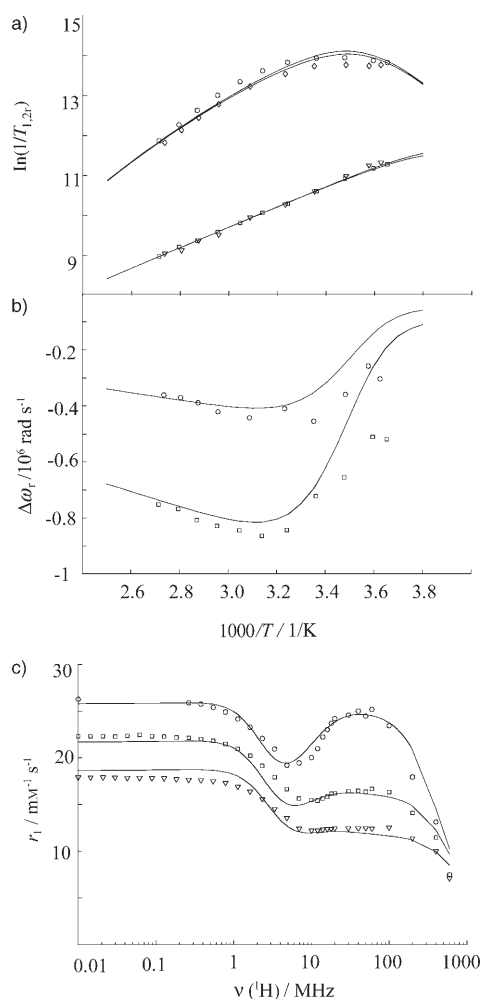 a)
15
13
11
9
ln(1/T1,2r)
b)
-0.2
-0.4
-0.6
-0.8
-1
Δωr /10⁶ rad s⁻¹
2.6 2.8 3.0 3.2 3.4 3.6 3.8
1000/T / 1/K
c)
30
20
10
r1 / mM⁻¹ s⁻¹
0.01 0.1 1 10 100 1000
ν (¹H) / MHz